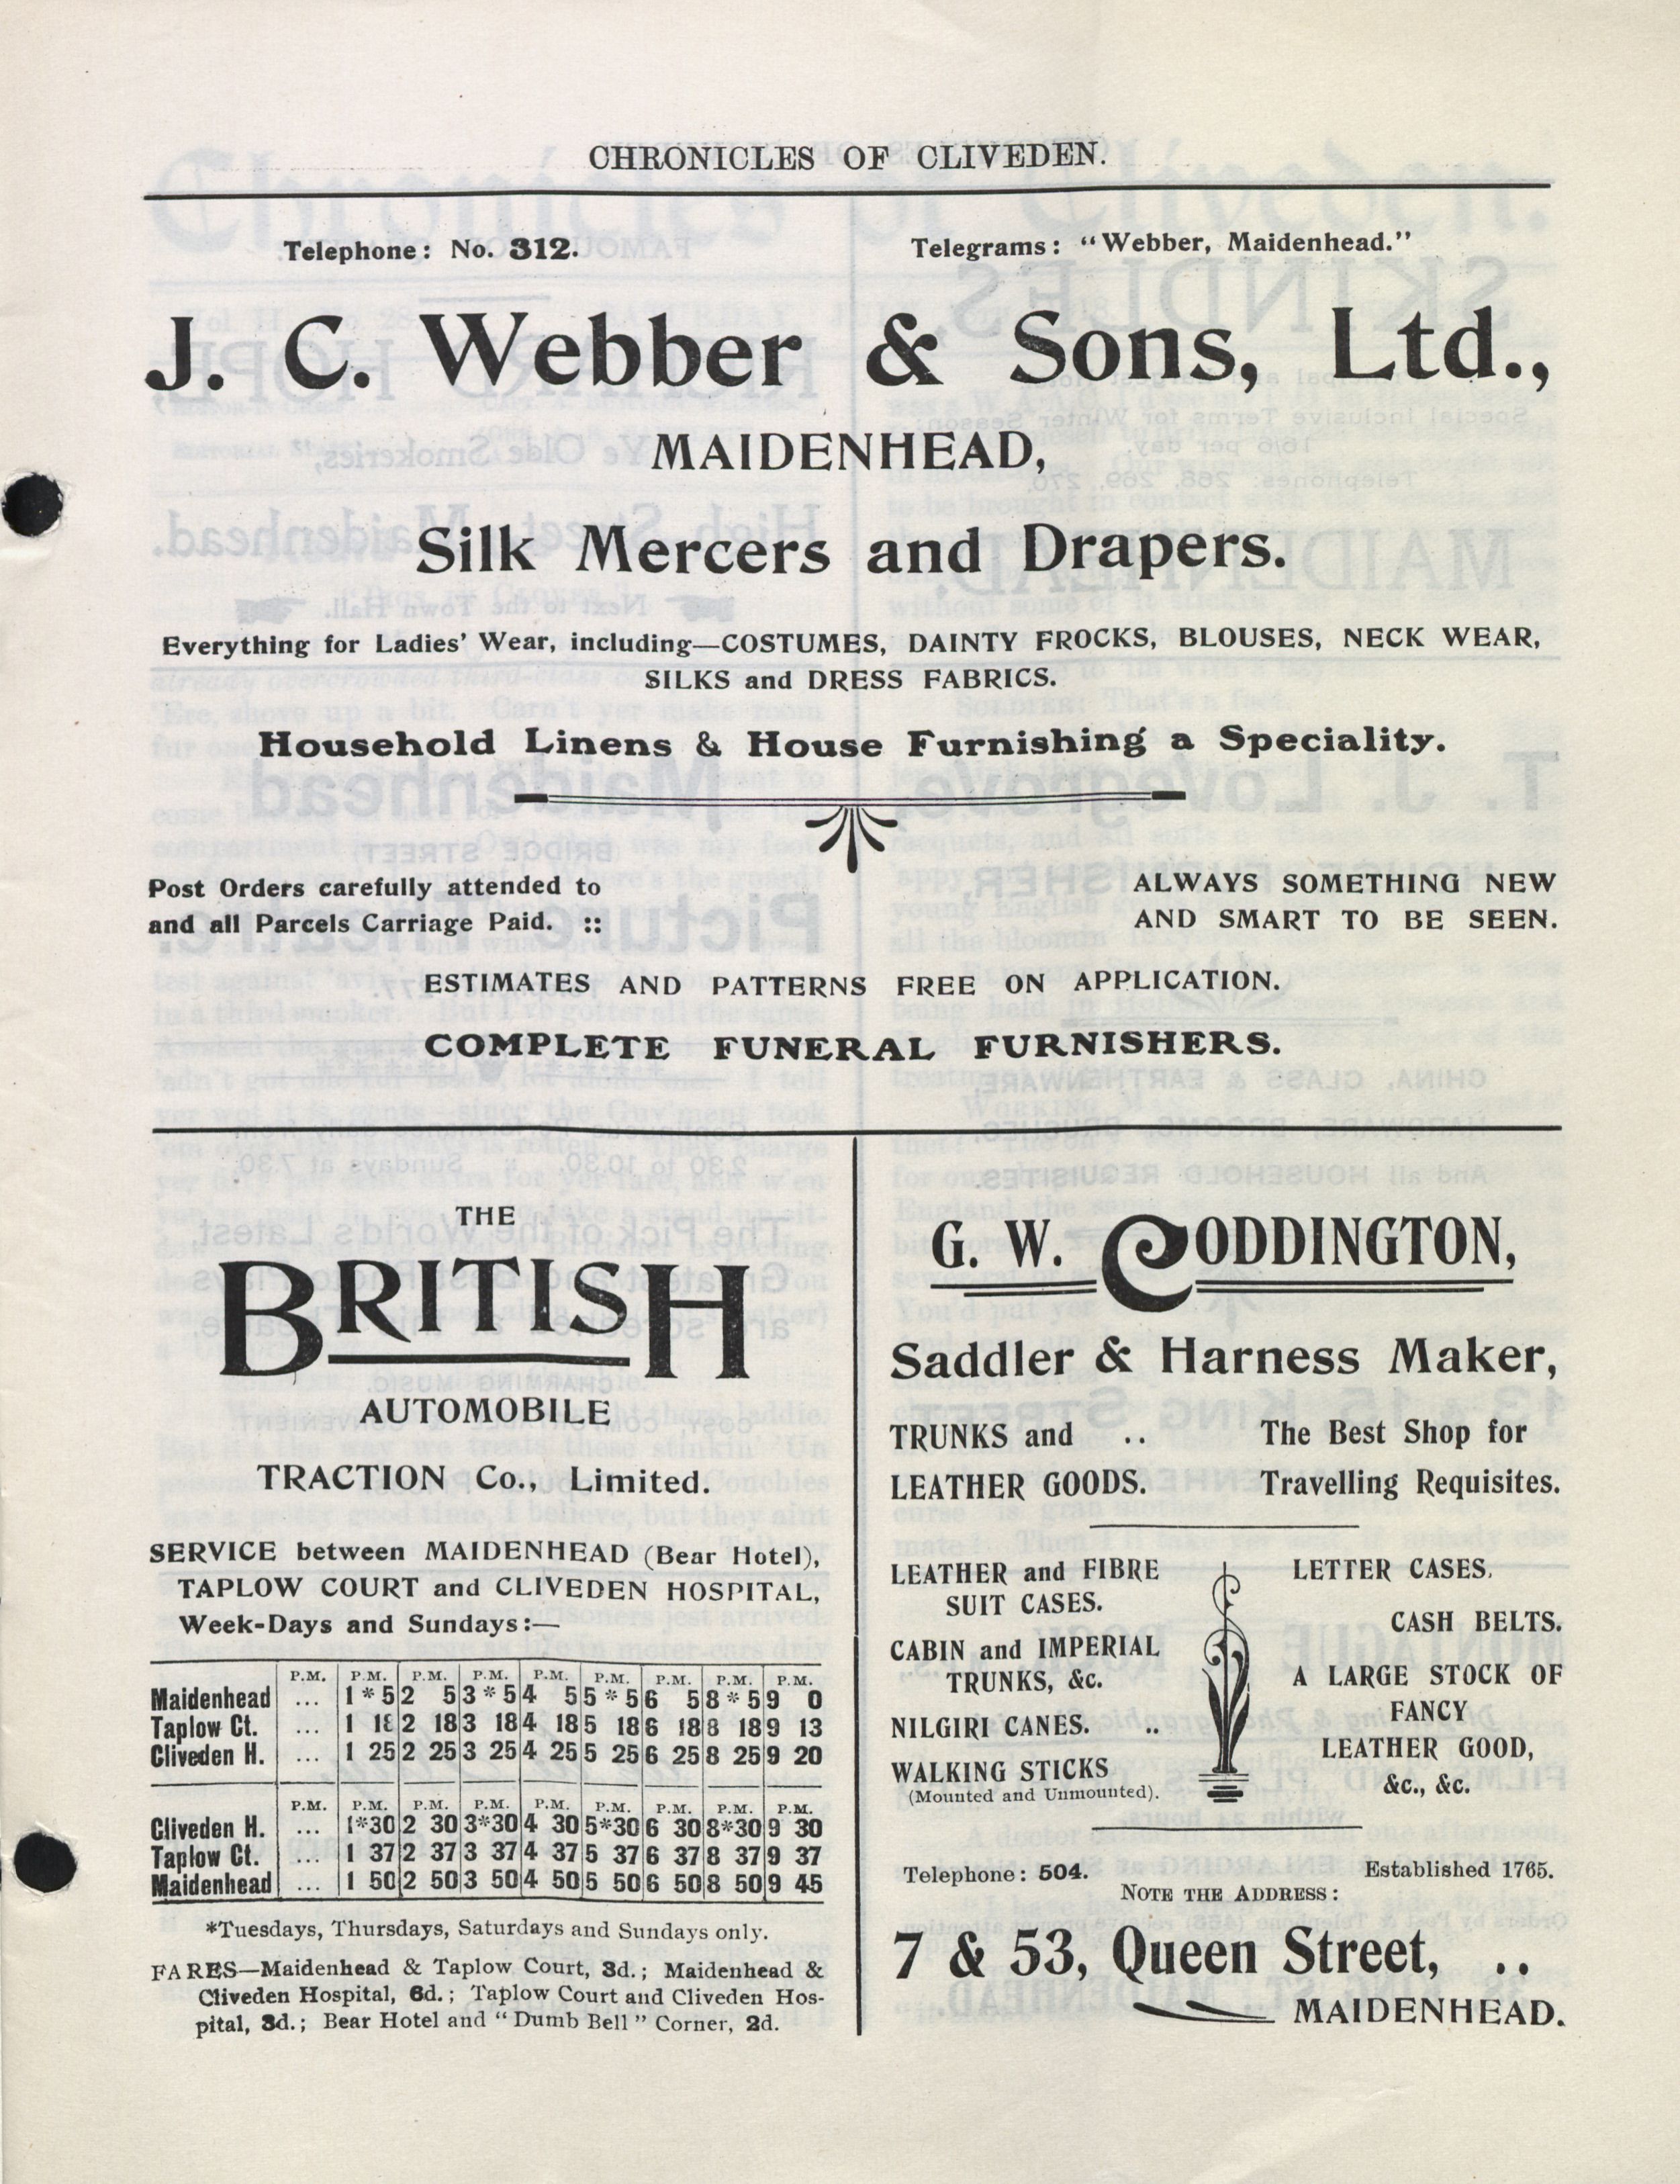 CHRONICLES OF CLIVEDEN.
Telephone: No. 312.
Telegrams: "Webber, Maidenhead."
J. C. Webber & Sons, Ltd.,
MAIDENHEAD,
Silk Mercers and Drapers.
Everything for Ladies' Wear, including—COSTUMES, DAINTY FROCKS, BLOUSES, NECK WEAR,
SILKS and DRESS FABRICS.
Household Linens & House Furnishing a Speciality.
Post Orders carefully attended to
and all Parcels Carriage Paid. ::
ALWAYS SOMETHING NEW
AND SMART TO BE SEEN.
ESTIMATES AND PATTERNS FREE ON APPLICATION.
COMPLETE FUNERAL FURNISHERS.
THE
BRITISH
AUTOMOBILE
TRACTION Co., Limited.
SERVICE between MAIDENHEAD (Bear Hotel),
TAPLOW COURT and CLIVEDEN HOSPITAL,
Week-Days and Sundays:—
P.M. P.M. P.M. P.M. P.M. P.M. P.M. P.M. P.M.
Maidenhead ... 1*5 2 5 3*5 4 5 5*5 6 5 8*5 9 0
Taplow Ct. ... 1 18 2 18 3 18 4 18 5 18 6 18 8 18 9 13
Cliveden H. ... 1 25 2 25 3 25 4 25 5 25 6 25 8 25 9 20
P.M. P.M. P.M. P.M. P.M. P.M. P.M. P.M. P.M.
Cliveden H. ... 1*30 2 30 3*30 4 30 5*30 6 30 8*30 9 30
Taplow Ct. ... 1 37 2 37 3 37 4 37 5 37 6 37 8 37 9 37
Maidenhead ... 1 50 2 50 3 50 4 50 5 50 6 50 8 50 9 45
*Tuesdays, Thursdays, Saturdays and Sundays only.
FARES—Maidenhead & Taplow Court, 3d.; Maidenhead &
Cliveden Hospital, 6d.; Taplow Court and Cliveden Hos-
pital, 3d.; Bear Hotel and "Dumb Bell" Corner, 2d.
G. W. CODDINGTON,
Saddler & Harness Maker,
TRUNKS and ..
LEATHER GOODS.
The Best Shop for
Travelling Requisites.
LEATHER and FIBRE
SUIT CASES.
CABIN and IMPERIAL
TRUNKS, &c.
NILGIRI CANES. ..
WALKING STICKS
(Mounted and Unmounted).
LETTER CASES.
CASH BELTS.
A LARGE STOCK OF
FANCY
LEATHER GOOD,
&c., &c.
Telephone: 504.
Established 1765.
NOTE THE ADDRESS:
7 & 53, Queen Street, ..
MAIDENHEAD.